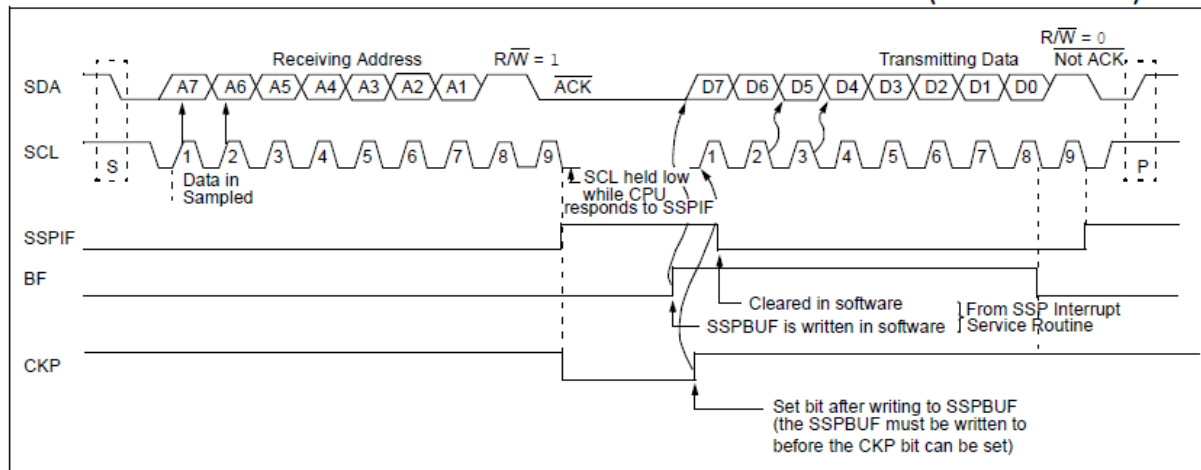 R/W = 0
Receiving Address
R/W = 1
Transmitting Data
Not ACK
SDA
A7 A6 A5 A4 A3 A2 A1
ACK
D7 D6 D5 D4 D3 D2 D1 D0
SCL
S
1 2 3 4 5 6 7 8 9
1 2 3 4 5 6 7 8 9
P
Data in
Sampled
SCL held low
while CPU
responds to SSPIF
SSPIF
BF
Cleared in software
SSPBUF is written in software
From SSP Interrupt
Service Routine
CKP
Set bit after writing to SSPBUF
(the SSPBUF must be written to
before the CKP bit can be set)